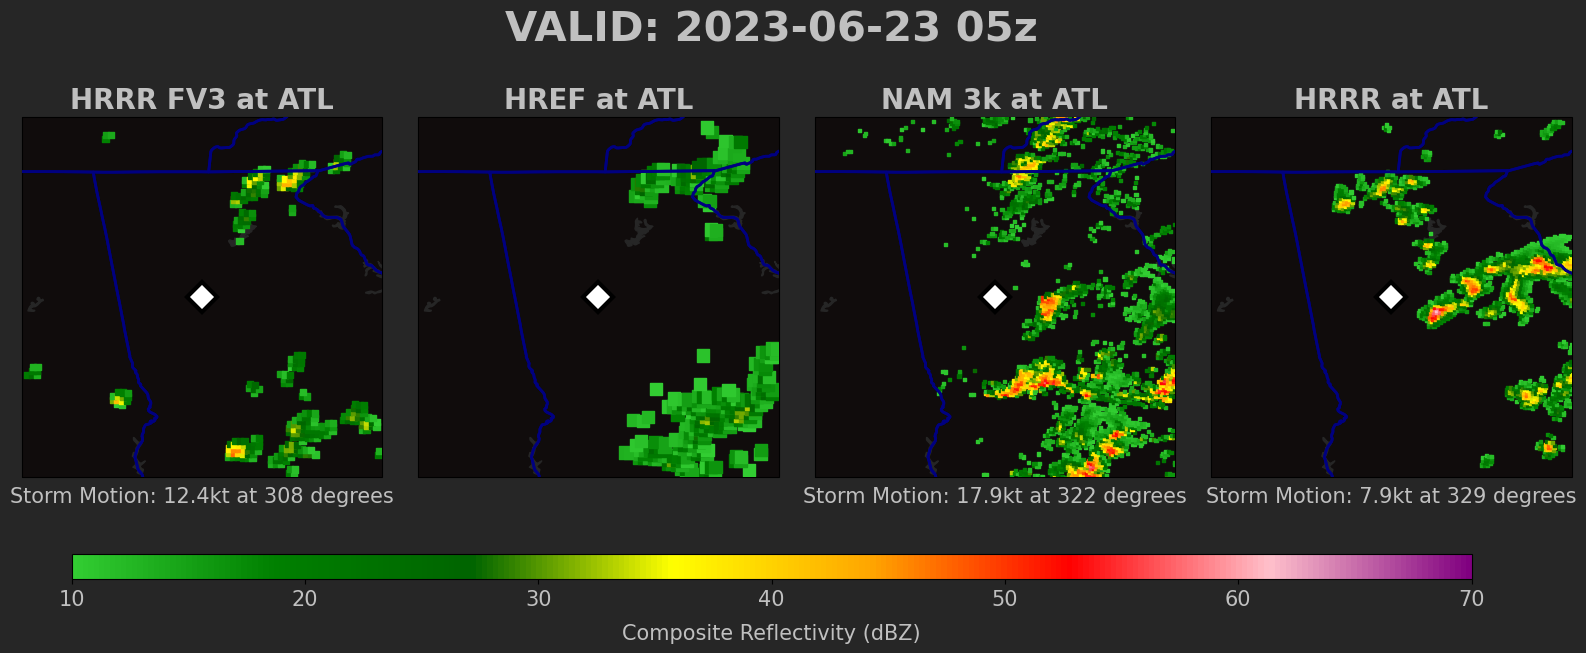 VALID: 2023-06-23 05z
HRRR FV3 at ATL
HREF at ATL
NAM 3k at ATL
HRRR at ATL
Storm Motion: 12.4kt at 308 degrees
Storm Motion: 17.9kt at 322 degrees
Storm Motion: 7.9kt at 329 degrees
10 20 30 40 50 60 70
Composite Reflectivity (dBZ)